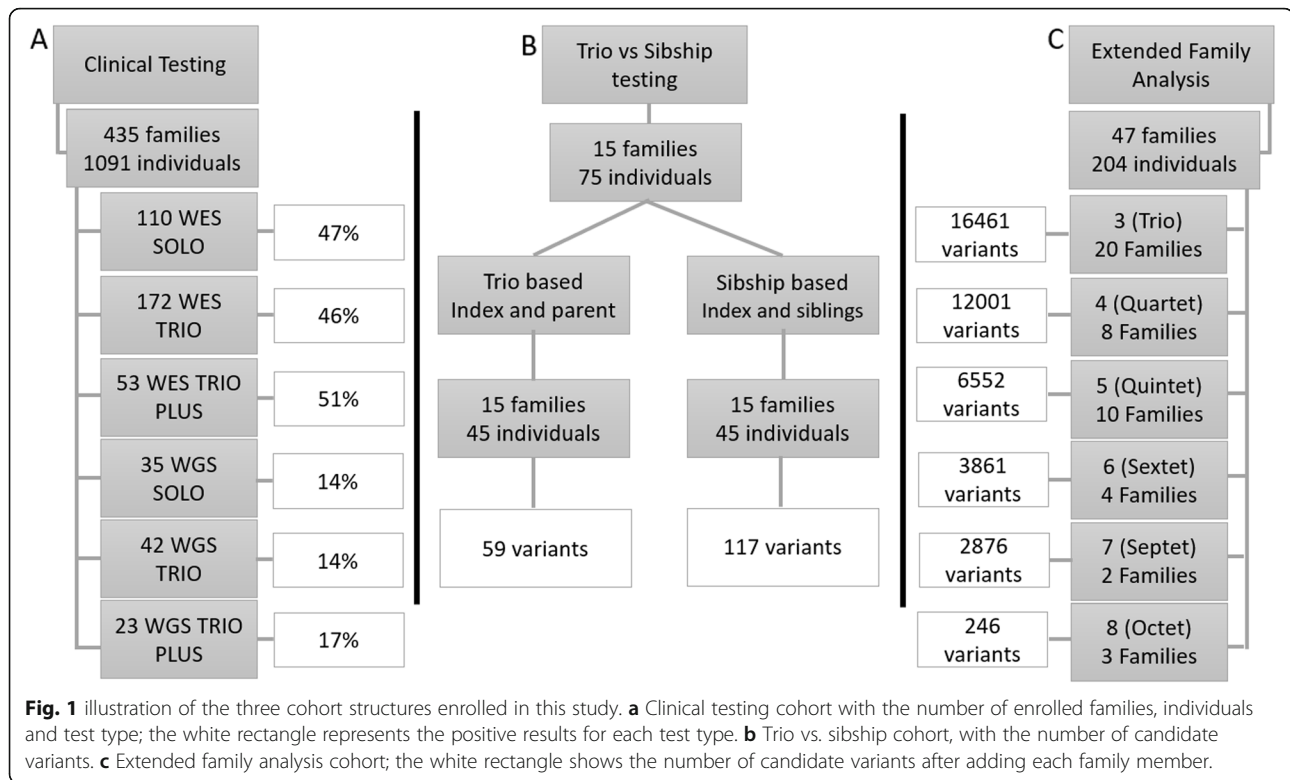 A
Clinical Testing
435 families
1091 individuals
110 WES
SOLO
47%
172 WES
TRIO
46%
53 WES TRIO
PLUS
51%
35 WGS
SOLO
14%
42 WGS
TRIO
14%
23 WGS TRIO
PLUS
17%
B
Trio vs Sibship
testing
15 families
75 individuals
Trio based
Index and parent
15 families
45 individuals
59 variants
Sibship based
Index and siblings
15 families
45 individuals
117 variants
C
Extended Family
Analysis
47 families
204 individuals
16461
variants
3 (Trio)
20 Families
12001
variants
4 (Quartet)
8 Families
6552
variants
5 (Quintet)
10 Families
3861
variants
6 (Sextet)
4 Families
2876
variants
7 (Septet)
2 Families
246
variants
8 (Octet)
3 Families
Fig. 1 illustration of the three cohort structures enrolled in this study. a Clinical testing cohort with the number of enrolled families, individuals
and test type; the white rectangle represents the positive results for each test type. b Trio vs. sibship cohort, with the number of candidate
variants. c Extended family analysis cohort; the white rectangle shows the number of candidate variants after adding each family member.